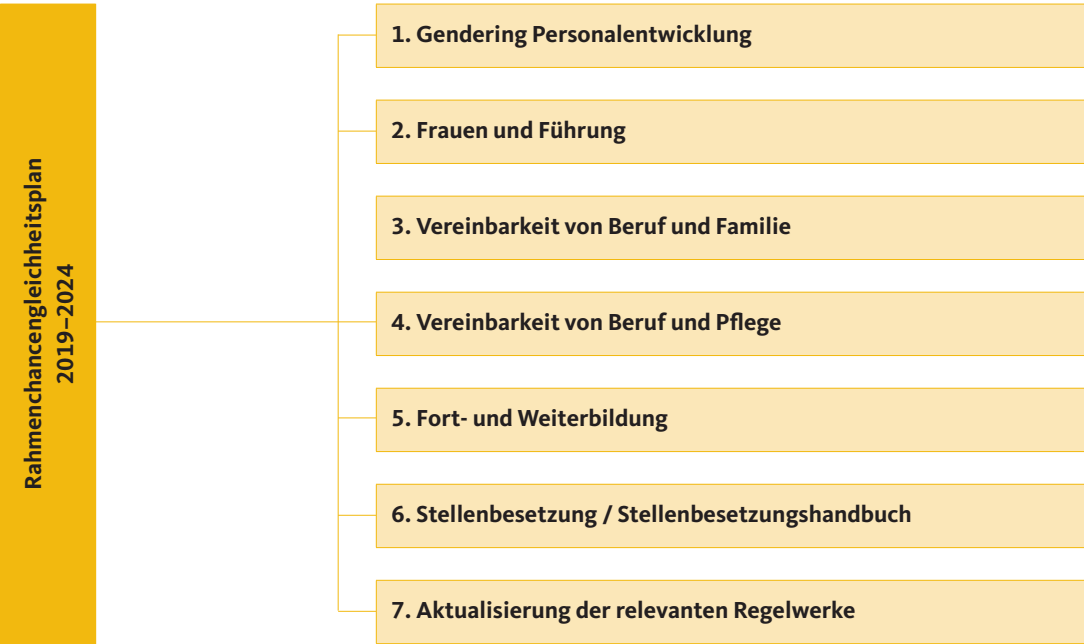 Rahmenchancengleichheitsplan
2019–2024
1. Gendering Personalentwicklung
2. Frauen und Führung
3. Vereinbarkeit von Beruf und Familie
4. Vereinbarkeit von Beruf und Pflege
5. Fort- und Weiterbildung
6. Stellenbesetzung / Stellenbesetzungshandbuch
7. Aktualisierung der relevanten Regelwerke